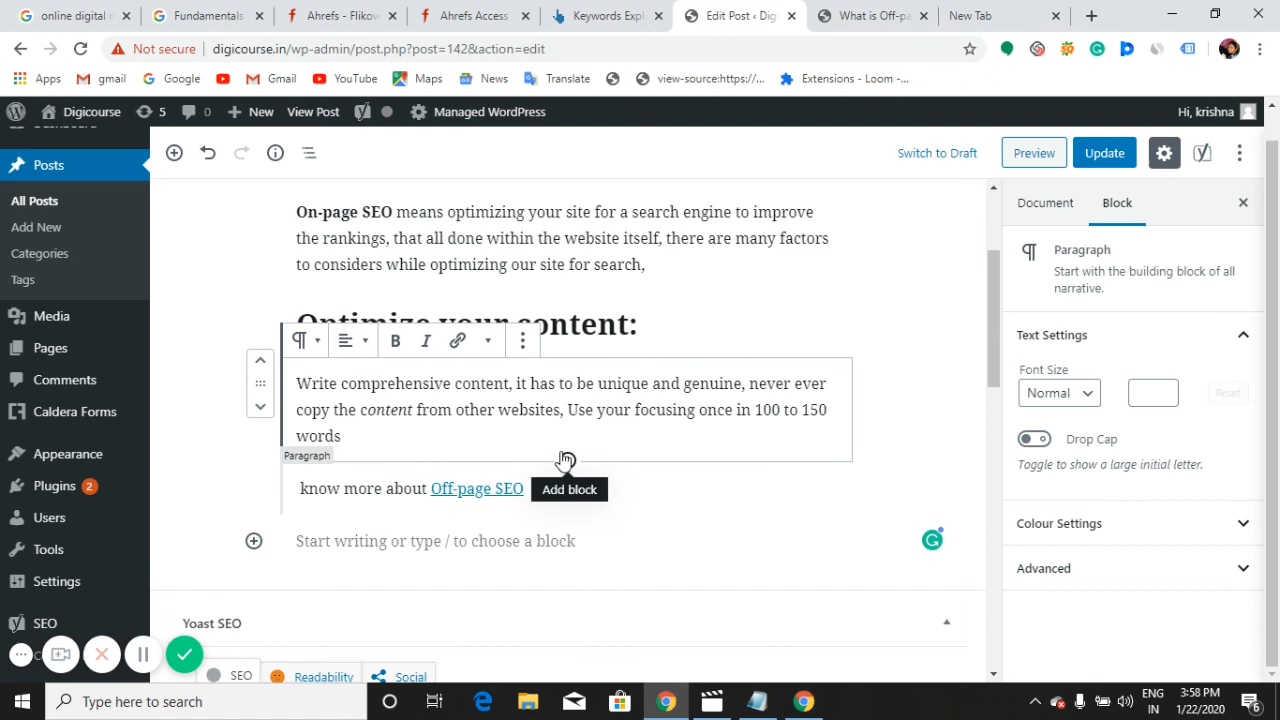 online digital n
Fundamentals
Ahrefs - Flikov
Ahrefs Access
Keywords Expl
Edit Post ‹ Digi
What is Off-pa
New Tab
Not secure digicourse.in/wp-admin/post.php?post=142&action=edit
Apps gmail Google YouTube Gmail Maps News Translate view-source:https://... Extensions - Loom -...
Digicourse 5 0 New View Post Managed WordPress Hi, krishna
Posts
All Posts
Add New
Categories
Tags
Media
Pages
Comments
Caldera Forms
Appearance
Plugins 2
Users
Tools
Settings
SEO
Switch to Draft Preview Update
On-page SEO means optimizing your site for a search engine to improve
the rankings, that all done within the website itself, there are many factors
to considers while optimizing our site for search,
Optimize your content:
B I
Write comprehensive content, it has to be unique and genuine, never ever
copy the content from other websites, Use your focusing once in 100 to 150
words
Paragraph
know more about Off-page SEO
Add block
Start writing or type / to choose a block
Yoast SEO
SEO Readability Social
Document Block
Paragraph
Start with the building block of all
narrative.
Text Settings
Font Size
Normal Reset
Drop Cap
Toggle to show a large initial letter.
Colour Settings
Advanced
Type here to search
ENG
IN
3:58 PM
1/22/2020
6